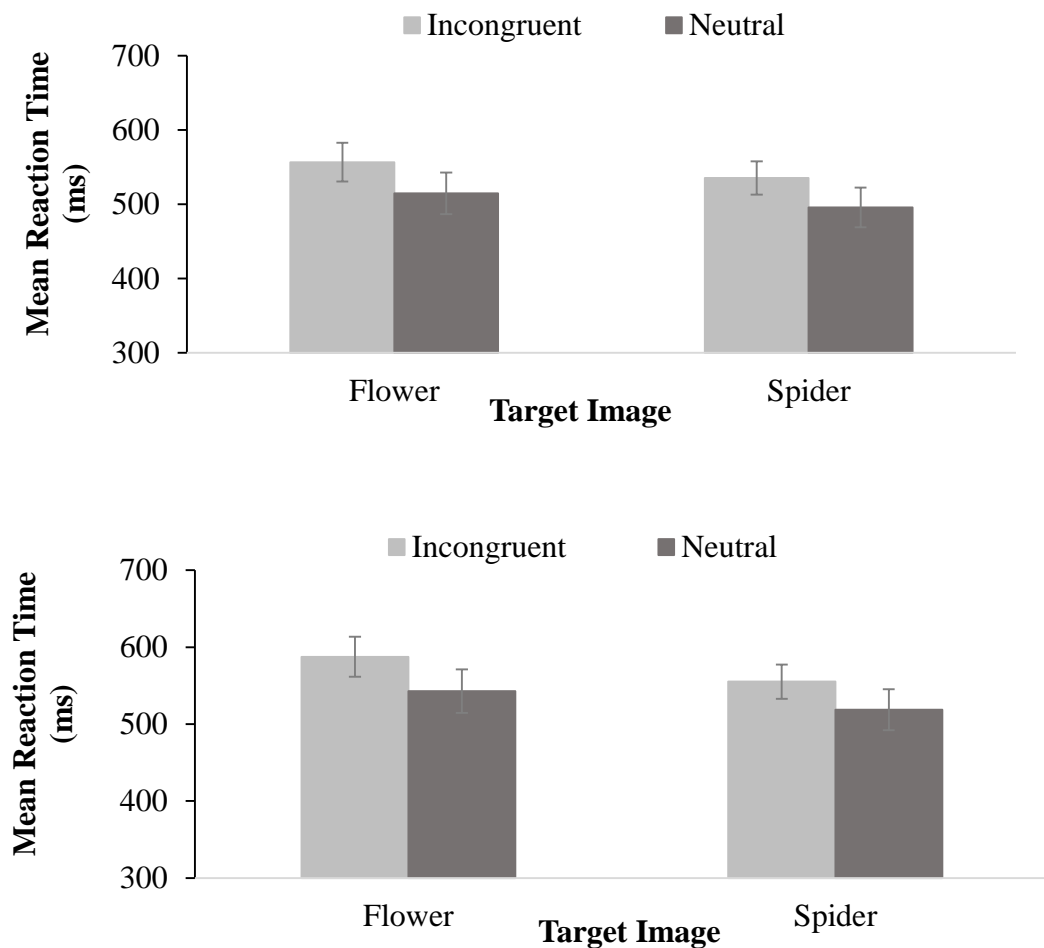 Incongruent Neutral
700
600
500
400
300
Mean Reaction Time
(ms)
Flower Spider
Target Image
Incongruent Neutral
700
600
500
400
300
Mean Reaction Time
(ms)
Flower Spider
Target Image